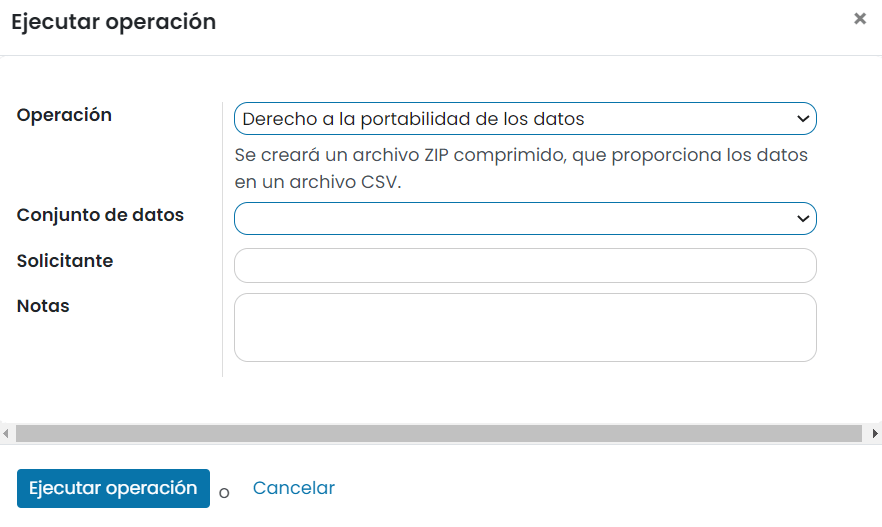 Ejecutar operación ×
Operación
Derecho a la portabilidad de los datos
Se creará un archivo ZIP comprimido, que proporciona los datos
en un archivo CSV.
Conjunto de datos
Solicitante
Notas
Ejecutar operación o Cancelar